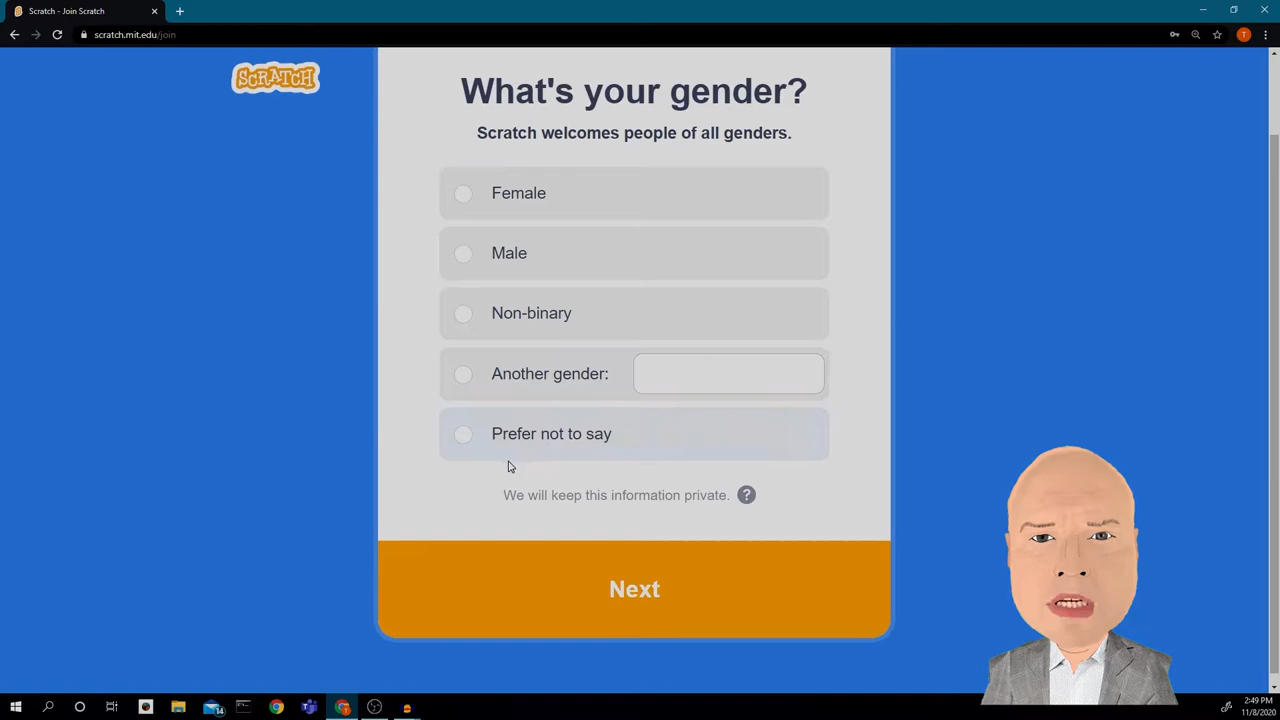 Scratch - Join Scratch
scratch.mit.edu/join
T
SCRATCH
What's your gender?
Scratch welcomes people of all genders.
Female
Male
Non-binary
Another gender:
Prefer not to say
We will keep this information private. ?
Next
14
2:49 PM
11/8/2020